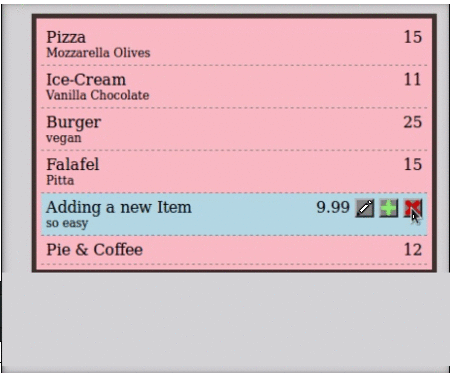 Pizza 15
Mozzarella Olives
Ice-Cream 11
Vanilla Chocolate
Burger 25
vegan
Falafel 15
Pitta
Adding a new Item 9.99
so easy
Pie & Coffee 12